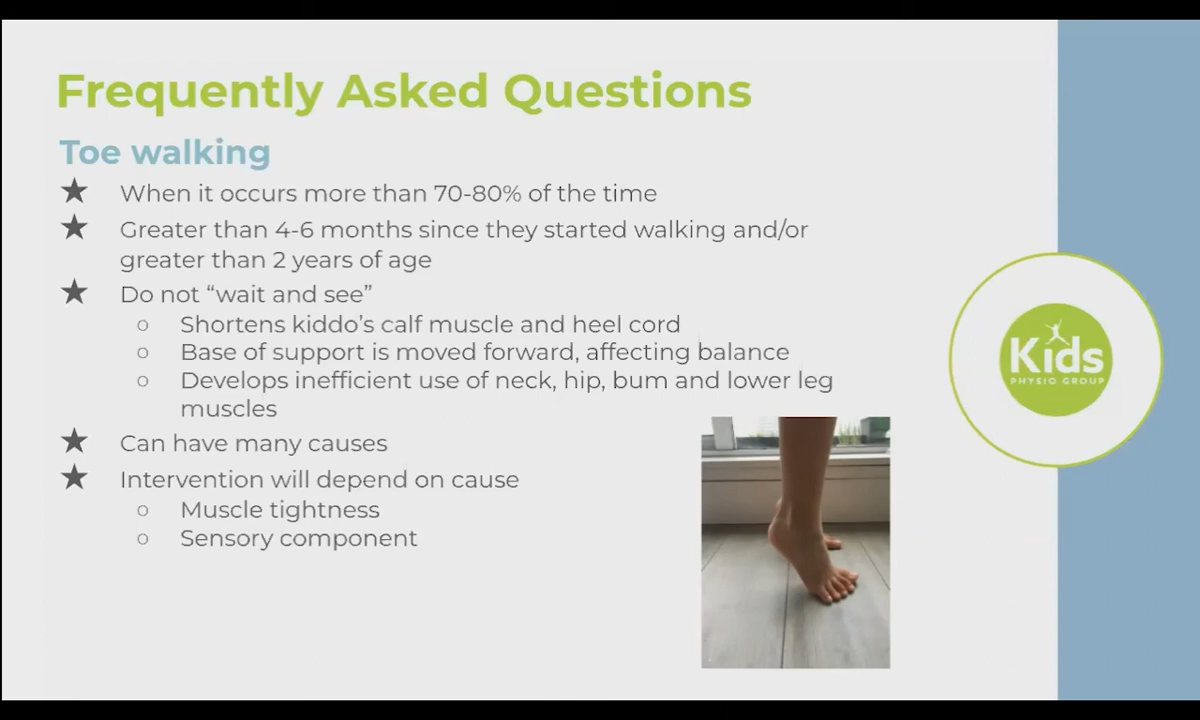 Frequently Asked Questions
Toe walking
★ When it occurs more than 70-80% of the time
★ Greater than 4-6 months since they started walking and/or
greater than 2 years of age
★ Do not “wait and see”
○ Shortens kiddo’s calf muscle and heel cord
○ Base of support is moved forward, affecting balance
○ Develops inefficient use of neck, hip, bum and lower leg
muscles
★ Can have many causes
★ Intervention will depend on cause
○ Muscle tightness
○ Sensory component
Kids
PHYSIO GROUP